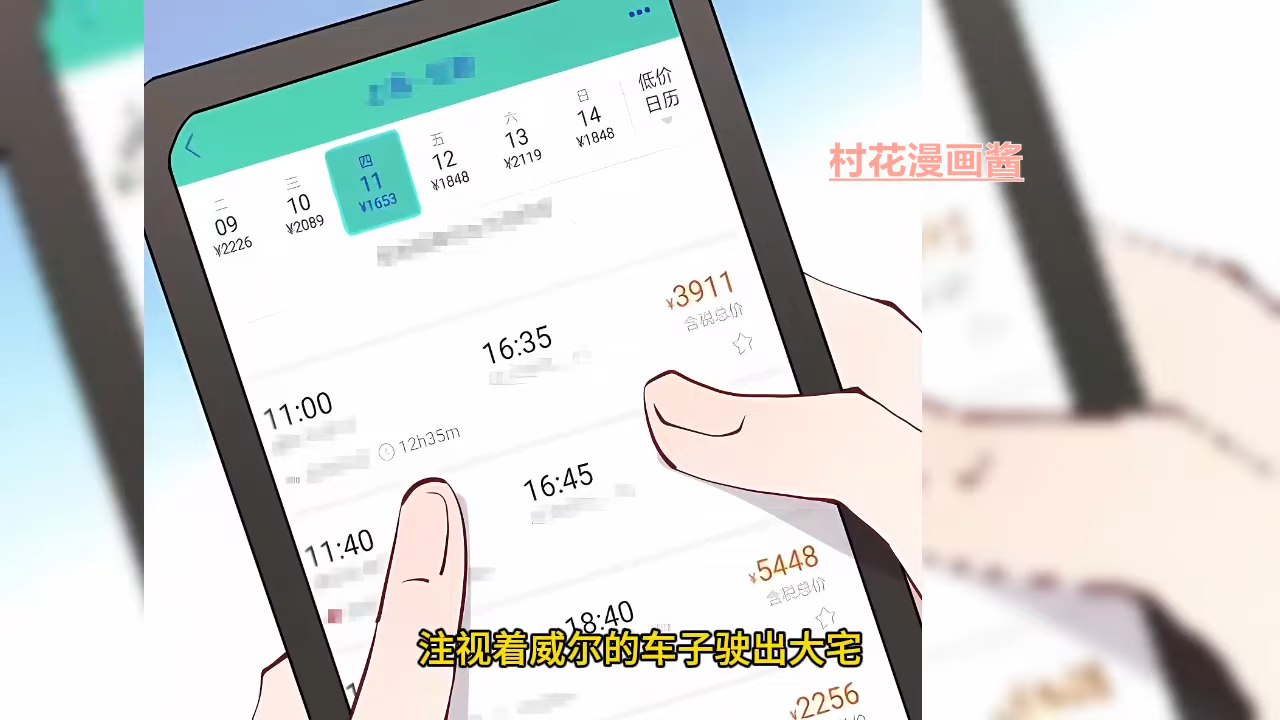 低价
日历
二
09
¥2226
三
10
¥2089
四
11
¥1653
五
12
¥1848
六
13
¥2119
日
14
¥1848
村花漫画酱
11:00
16:35
¥3911
含税总价
12h35m
11:40
16:45
¥5448
含税总价
18:40
¥2256
注视着威尔的车子驶出大宅